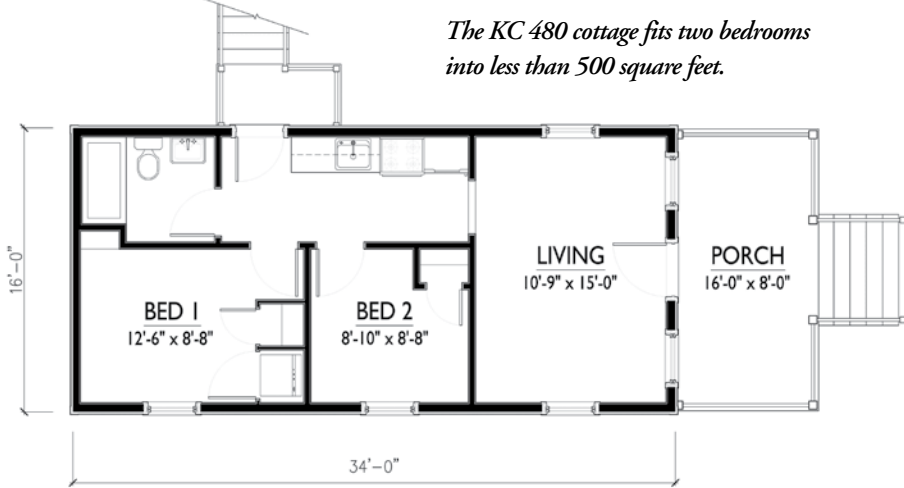 The KC 480 cottage fits two bedrooms
into less than 500 square feet.
16'-0"
LIVING
10'-9" x 15'-0"
PORCH
16'-0" x 8'-0"
BED 1
12'-6" x 8'-8"
BED 2
8'-10" x 8'-8"
34'-0"